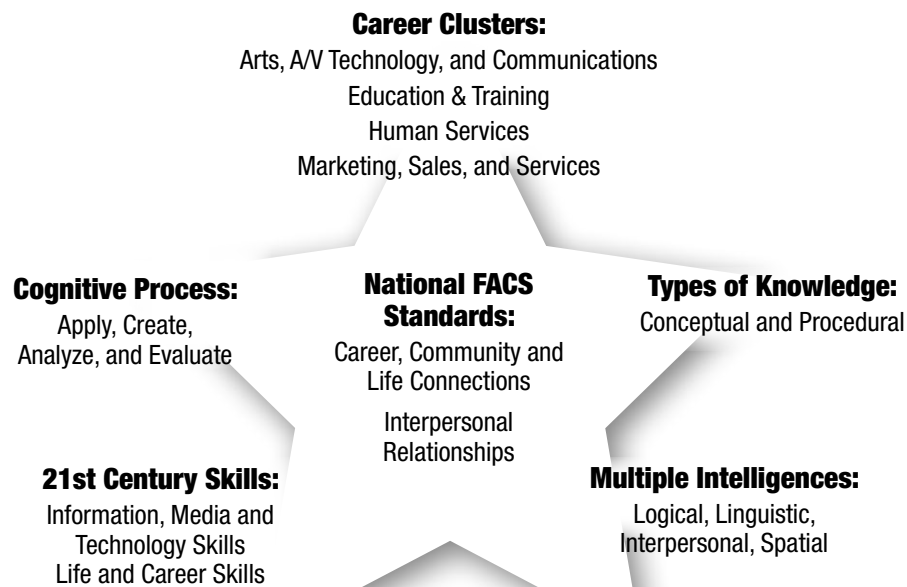 Career Clusters:
Arts, A/V Technology, and Communications
Education & Training
Human Services
Marketing, Sales, and Services
Cognitive Process:
Apply, Create,
Analyze, and Evaluate
National FACS
Standards:
Career, Community and
Life Connections
Interpersonal
Relationships
Types of Knowledge:
Conceptual and Procedural
21st Century Skills:
Information, Media and
Technology Skills
Life and Career Skills
Multiple Intelligences:
Logical, Linguistic,
Interpersonal, Spatial